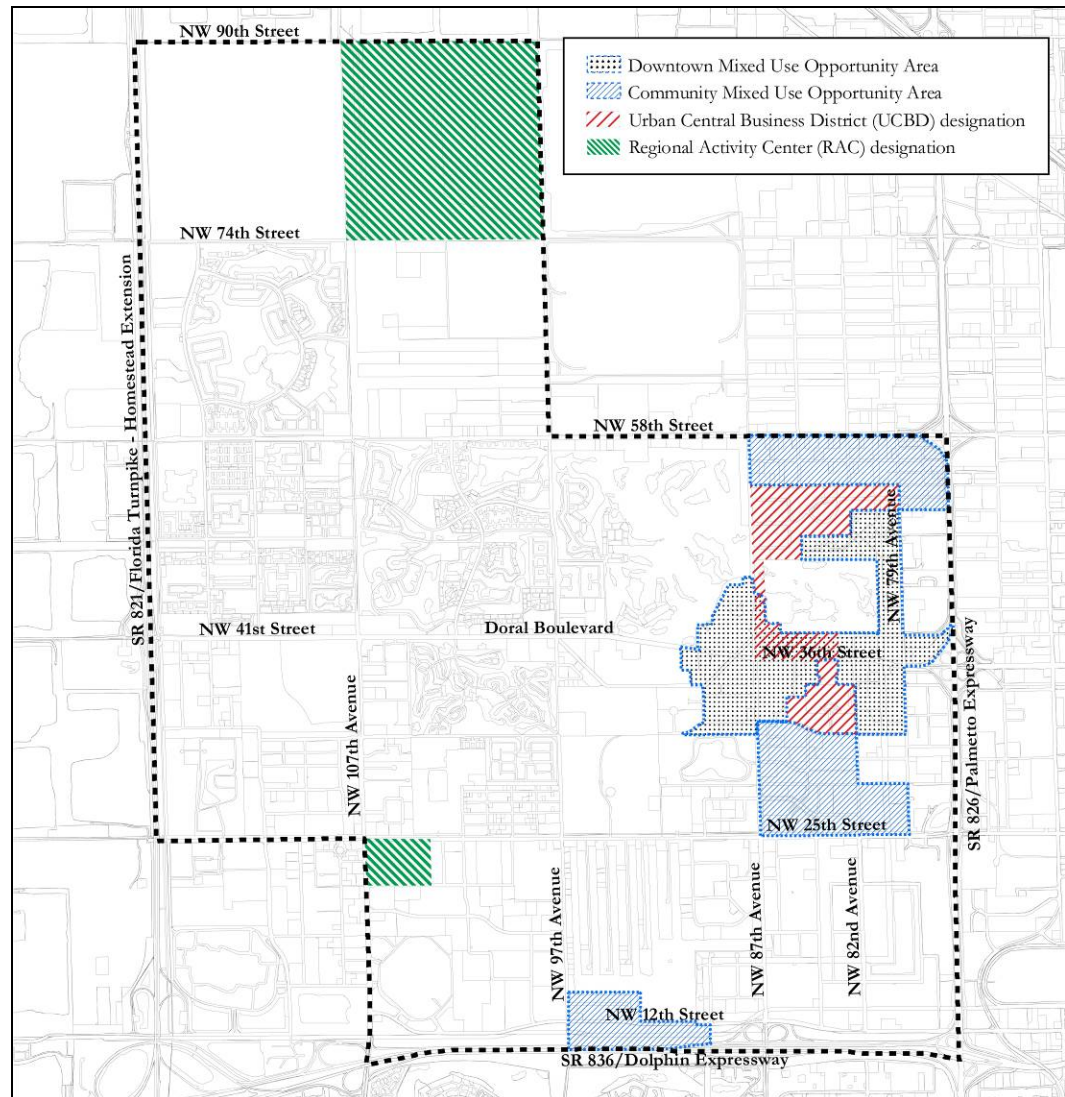 NW 90th Street
Downtown Mixed Use Opportunity Area
Community Mixed Use Opportunity Area
Urban Central Business District (UCBD) designation
Regional Activity Center (RAC) designation
NW 74th Street
SR 821/Florida Turnpike - Homestead Extension
NW 58th Street
NW 79th Avenue
NW 41st Street
Doral Boulevard
NW 36th Street
NW 107th Avenue
SR 826/Palmetto Expressway
NW 25th Street
NW 97th Avenue
NW 87th Avenue
NW 82nd Avenue
NW 12th Street
SR 836/Dolphin Expressway